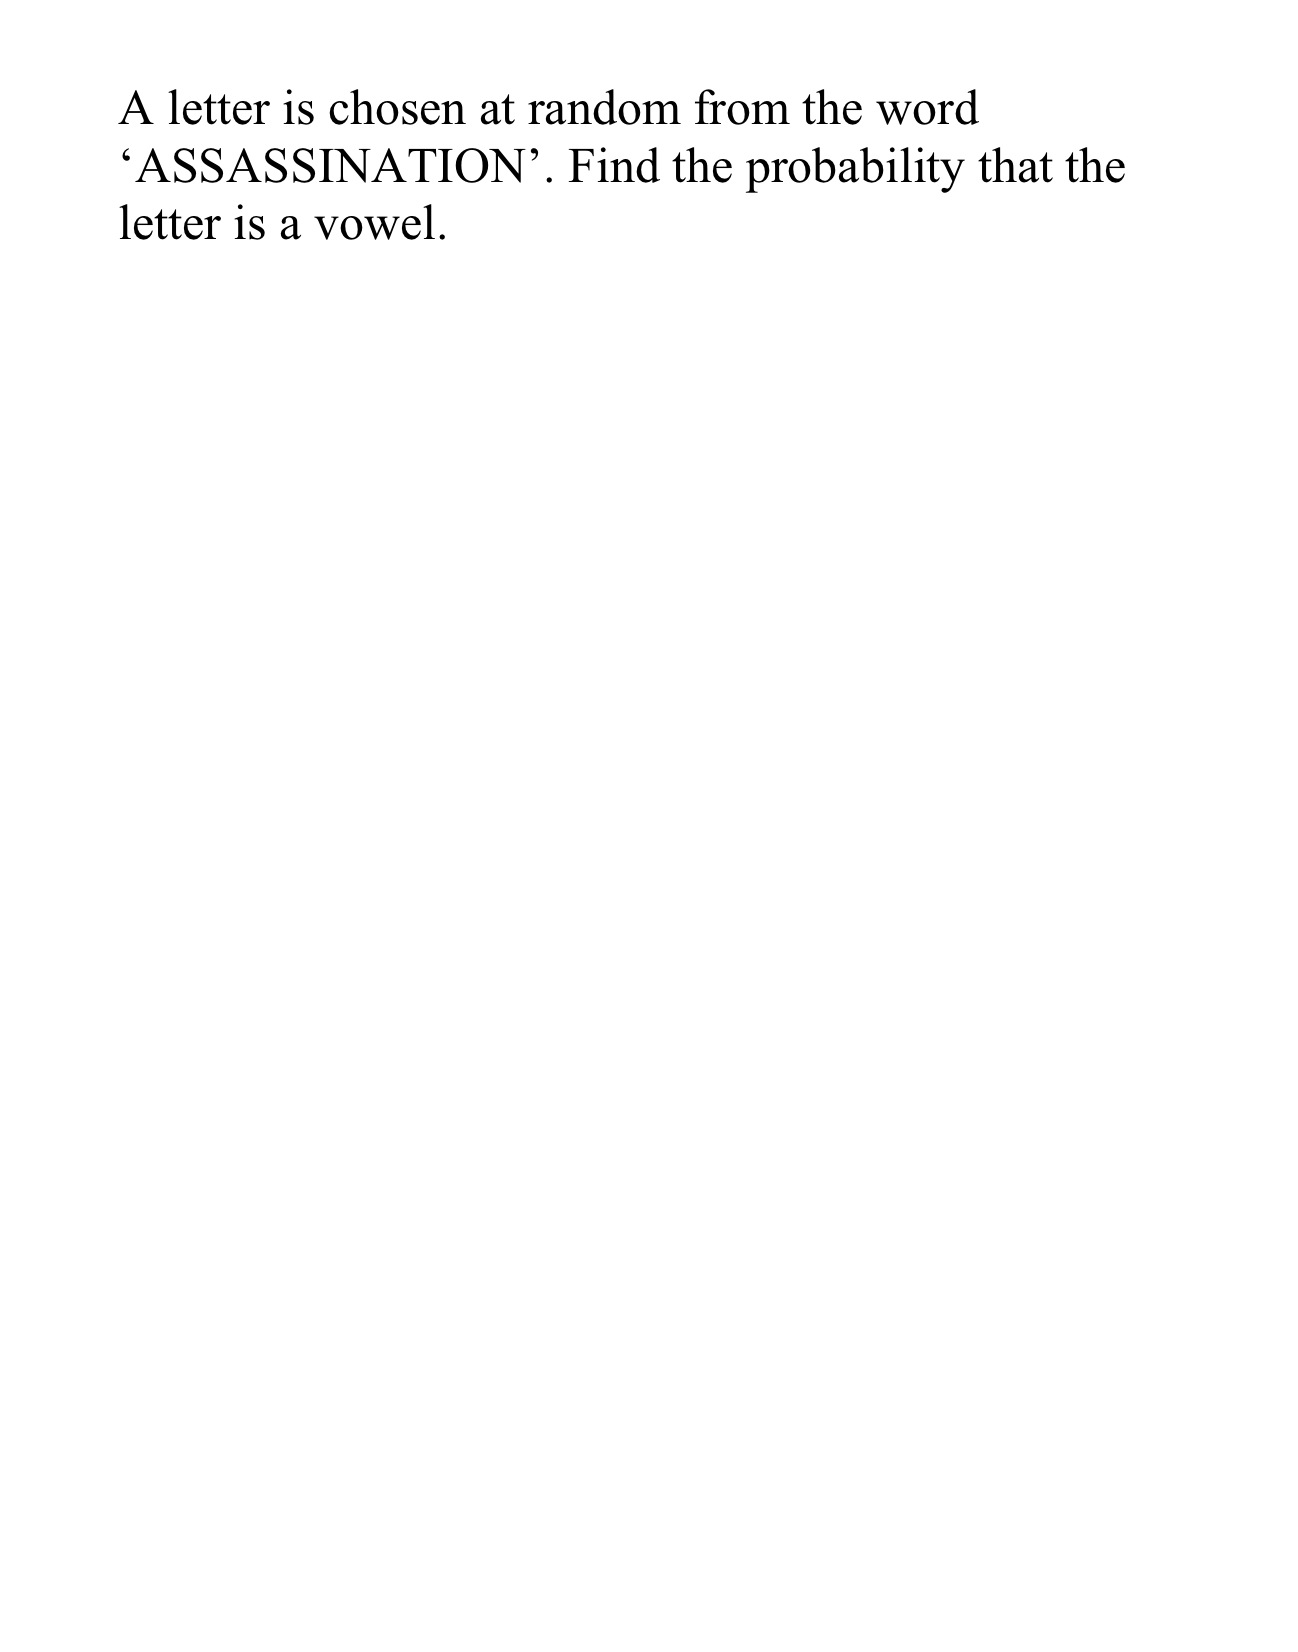 A letter is chosen at random from the word
‘ASSASSINATION’. Find the probability that the
letter is a vowel.